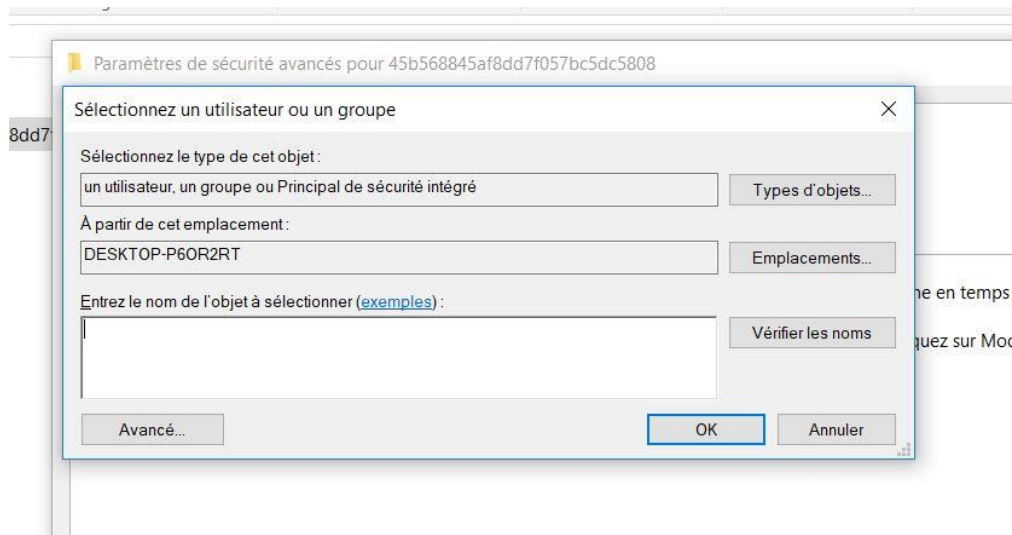 Paramètres de sécurité avancés pour 45b568845af8dd7f057bc5dc5808
Sélectionnez un utilisateur ou un groupe
8dd7
Sélectionnez le type de cet objet :
un utilisateur, un groupe ou Principal de sécurité intégré
Types d'objets...
À partir de cet emplacement :
DESKTOP-P6OR2RT
Emplacements...
Entrez le nom de l'objet à sélectionner (exemples) :
en temps
Vérifier les noms
quez sur
Avancé...
OK
Annuler